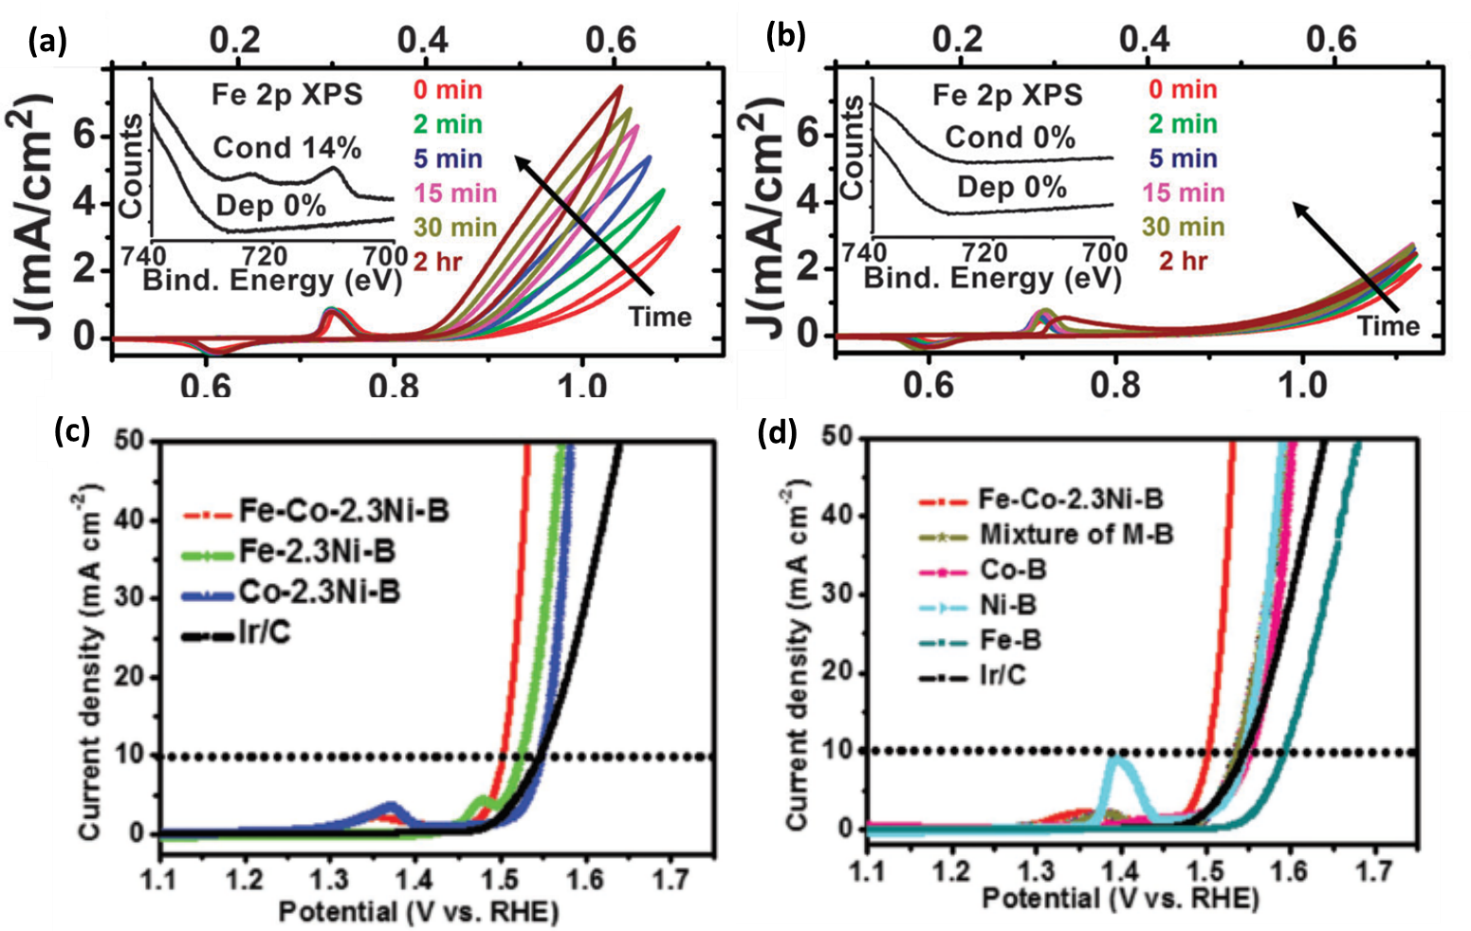 (a)
0.2 0.4 0.6
J(mA/cm²)
6
4
2
0
Fe 2p XPS
Counts
Cond 14%
Dep 0%
740 720 700
Bind. Energy (eV)
0 min
2 min
5 min
15 min
30 min
2 hr
Time
0.6 0.8 1.0
(b)
0.2 0.4 0.6
J(mA/cm²)
6
4
2
0
Fe 2p XPS
Counts
Cond 0%
Dep 0%
740 720 700
Bind. Energy (eV)
0 min
2 min
5 min
15 min
30 min
2 hr
Time
0.6 0.8 1.0
(c)
Current density (mA cm⁻²)
50
40
30
20
10
0
Fe-Co-2.3Ni-B
Fe-2.3Ni-B
Co-2.3Ni-B
Ir/C
1.1 1.2 1.3 1.4 1.5 1.6 1.7
Potential (V vs. RHE)
(d)
Current density (mA cm⁻²)
50
40
30
20
10
0
Fe-Co-2.3Ni-B
Mixture of M-B
Co-B
Ni-B
Fe-B
Ir/C
1.1 1.2 1.3 1.4 1.5 1.6 1.7
Potential (V vs. RHE)